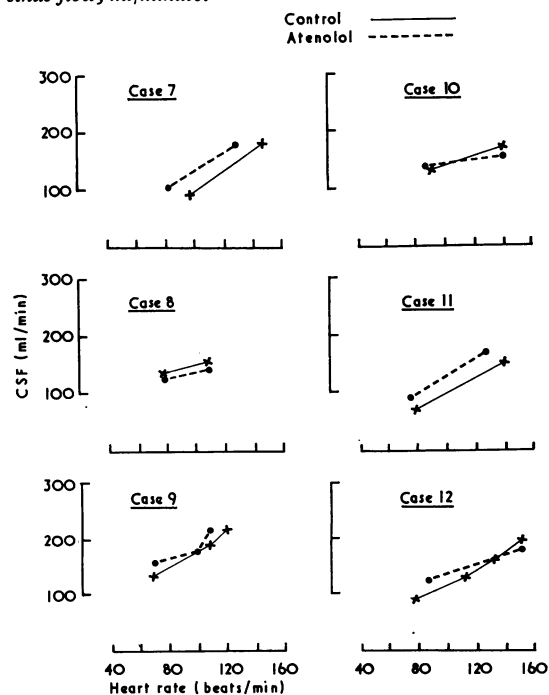 Control
Atenolol
300
200
100
Case 7
Case 10
300
200
100
CSF (ml/min)
Case 8
Case 11
300
200
100
Case 9
Case 12
40 80 120 160
40 80 120 160
Heart rate (beats/min)